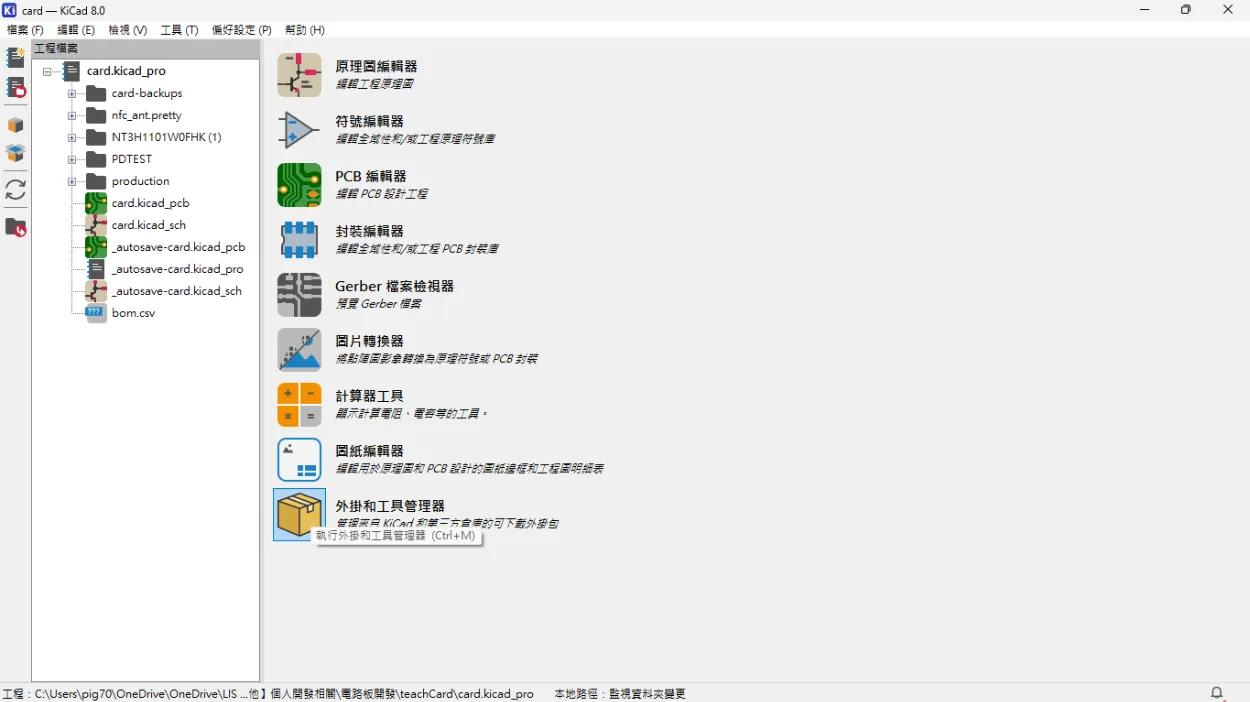 card — KiCad 8.0
檔案 (F) 編輯 (E) 檢視 (V) 工具 (T) 偏好設定 (P) 幫助 (H)
工程檔案
card.kicad_pro
card-backups
nfc_ant.pretty
NT3H1101W0FHK (1)
PDTEST
production
card.kicad_pcb
card.kicad_sch
_autosave-card.kicad_pcb
_autosave-card.kicad_pro
_autosave-card.kicad_sch
bom.csv
原理圖編輯器
編輯工程原理圖
符號編輯器
編輯全域性和/或工程原理符號庫
PCB 編輯器
編輯 PCB 設計工程
封裝編輯器
編輯全域性和/或工程 PCB 封裝庫
Gerber 檔案檢視器
預覽 Gerber 檔案
圖片轉換器
將點陣圖影象轉換為原理符號或 PCB 封裝
計算器工具
顯示計算電阻、電容等的工具。
圖紙編輯器
編輯用於原理圖和 PCB 設計的圖紙邊框和工程圖明細表
外掛和工具管理器
管理來自 KiCad 和第三方倉庫的可下載外掛包
執行外掛和工具管理器 (Ctrl+M)
工程：C:\Users\pig70\OneDrive\OneDrive\LIS ...他】個人開發相關\電路板開發\teachCard\card.kicad_pro 本地路徑：監視資料夾變更